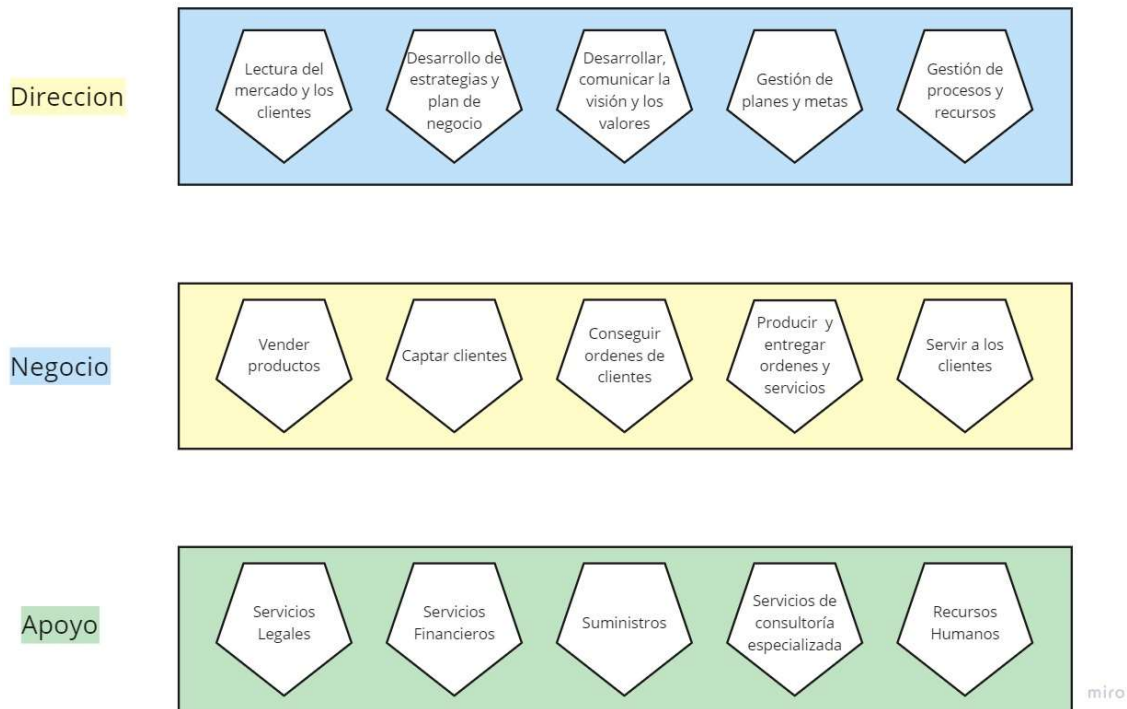 Direccion
Lectura del
mercado y los
clientes
Desarrollo de
estrategias y
plan de
negocio
Desarrollar,
comunicar la
visión y los
valores
Gestión de
planes y metas
Gestión de
procesos y
recursos
Negocio
Vender
productos
Captar clientes
Conseguir
ordenes de
clientes
Producir y
entregar
ordenes y
servicios
Servir a los
clientes
Apoyo
Servicios
Legales
Servicios
Financieros
Suministros
Servicios de
consultoría
especializada
Recursos
Humanos
miro